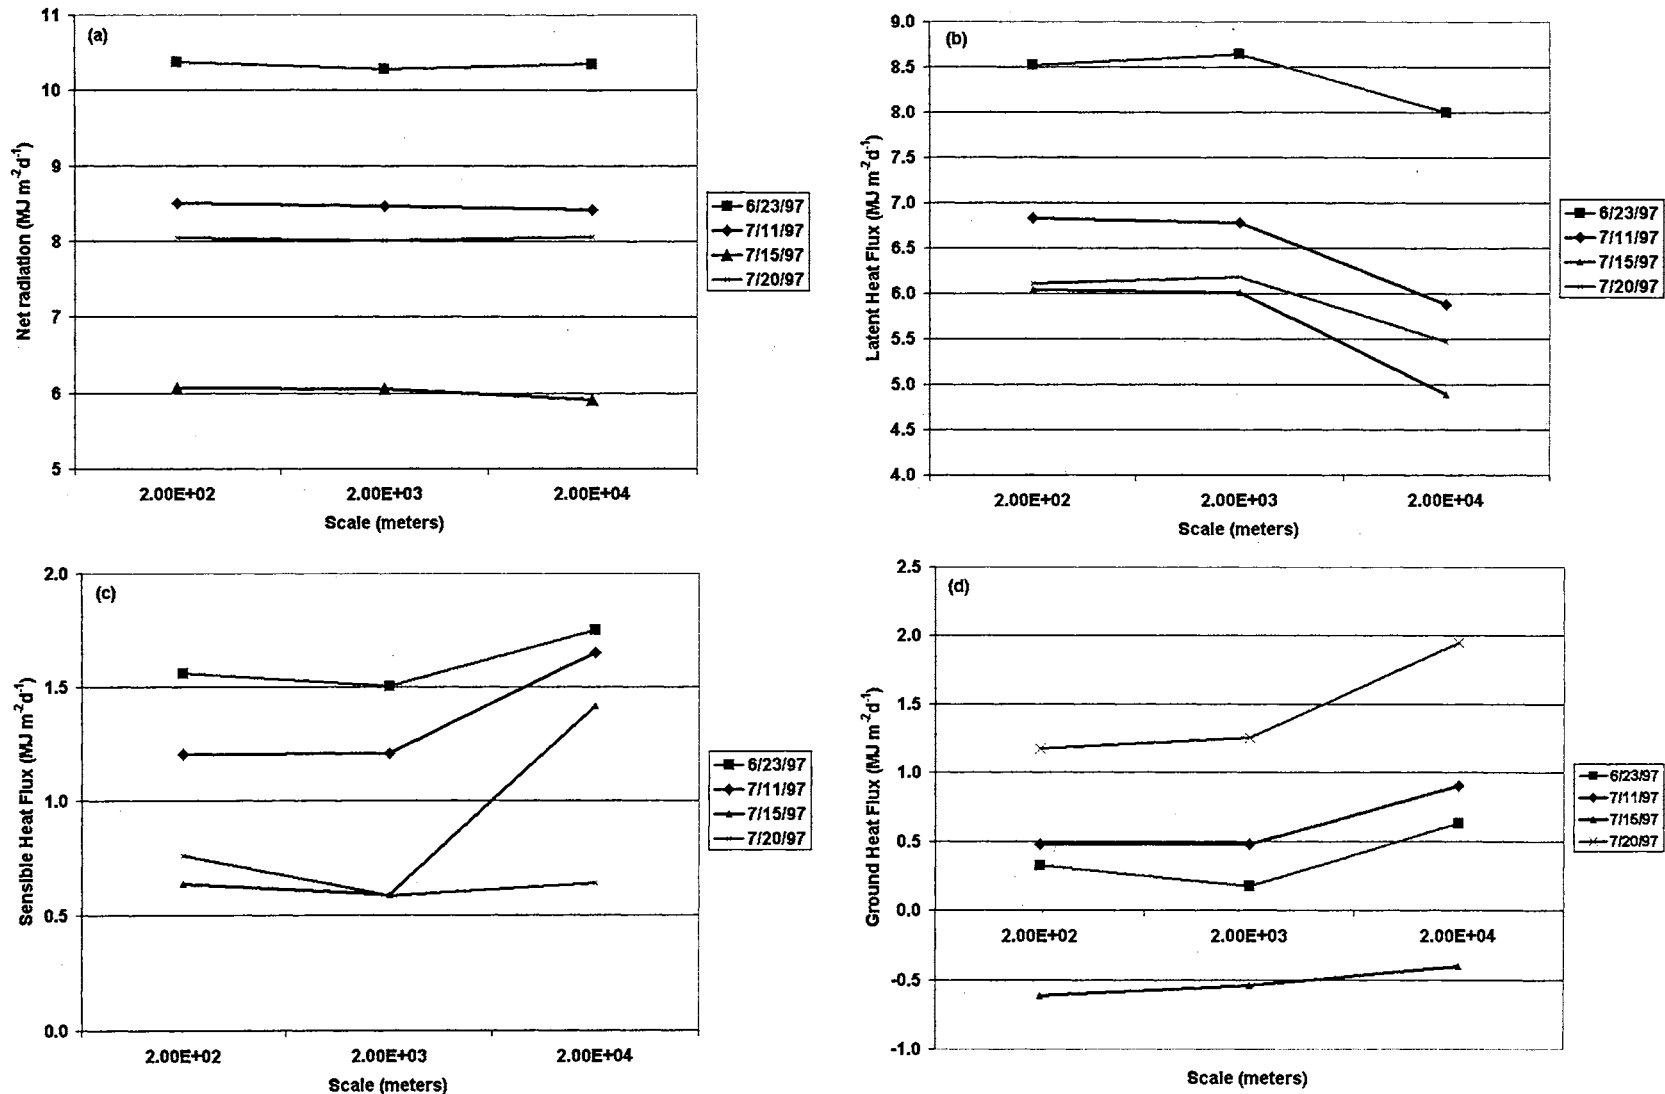 (a)
11
10
9
8
7
6
5
Net radiation (MJ m⁻²d⁻¹)
2.00E+02 2.00E+03 2.00E+04
Scale (meters)
6/23/97
7/11/97
7/15/97
7/20/97
(b)
9.0
8.5
8.0
7.5
7.0
6.5
6.0
5.5
5.0
4.5
4.0
Latent Heat Flux (MJ m⁻²d⁻¹)
2.00E+02 2.00E+03 2.00E+04
Scale (meters)
6/23/97
7/11/97
7/15/97
7/20/97
(c)
2.0
1.5
1.0
0.5
0.0
Sensible Heat Flux (MJ m⁻²d⁻¹)
2.00E+02 2.00E+03 2.00E+04
Scale (meters)
6/23/97
7/11/97
7/15/97
7/20/97
(d)
2.5
2.0
1.5
1.0
0.5
0.0
-0.5
-1.0
Ground Heat Flux (MJ m⁻²d⁻¹)
2.00E+02 2.00E+03 2.00E+04
Scale (meters)
6/23/97
7/11/97
7/15/97
7/20/97